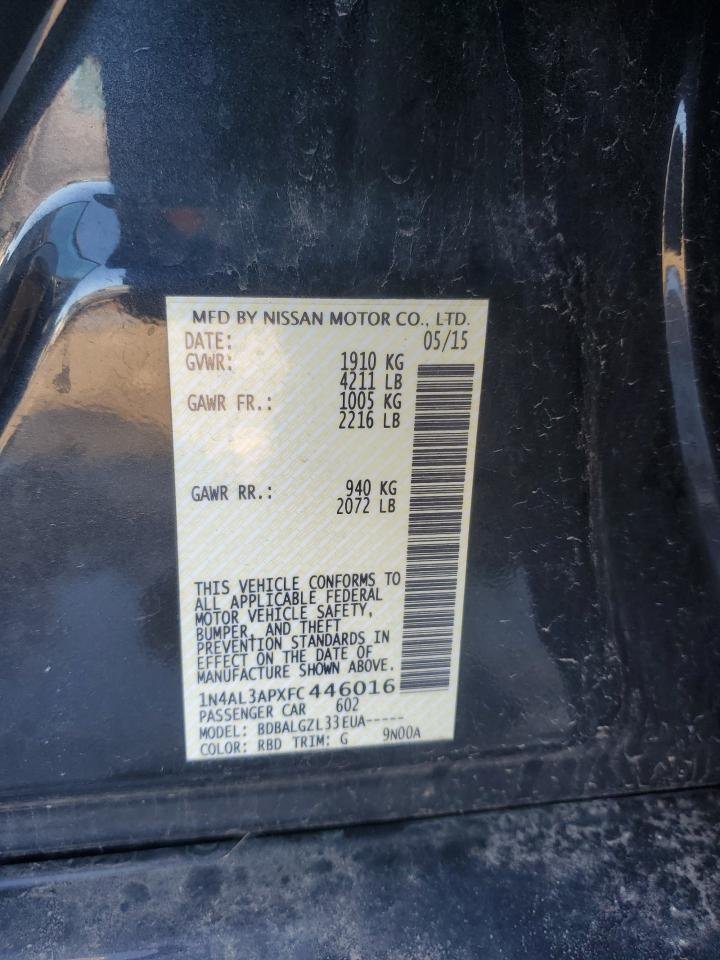 MFD BY NISSAN MOTOR CO., LTD.
DATE: 05/15
GVWR: 1910 KG
4211 LB
GAWR FR.: 1005 KG
2216 LB
GAWR RR.: 940 KG
2072 LB
THIS VEHICLE CONFORMS TO
ALL APPLICABLE FEDERAL
MOTOR VEHICLE SAFETY,
BUMPER, AND THEFT
PREVENTION STANDARDS IN
EFFECT ON THE DATE OF
MANUFACTURE SHOWN ABOVE.
1N4AL3APXFC446016
PASSENGER CAR 602
MODEL: BDBALGZL33EUA-----
COLOR: RBD TRIM: G 9N00A